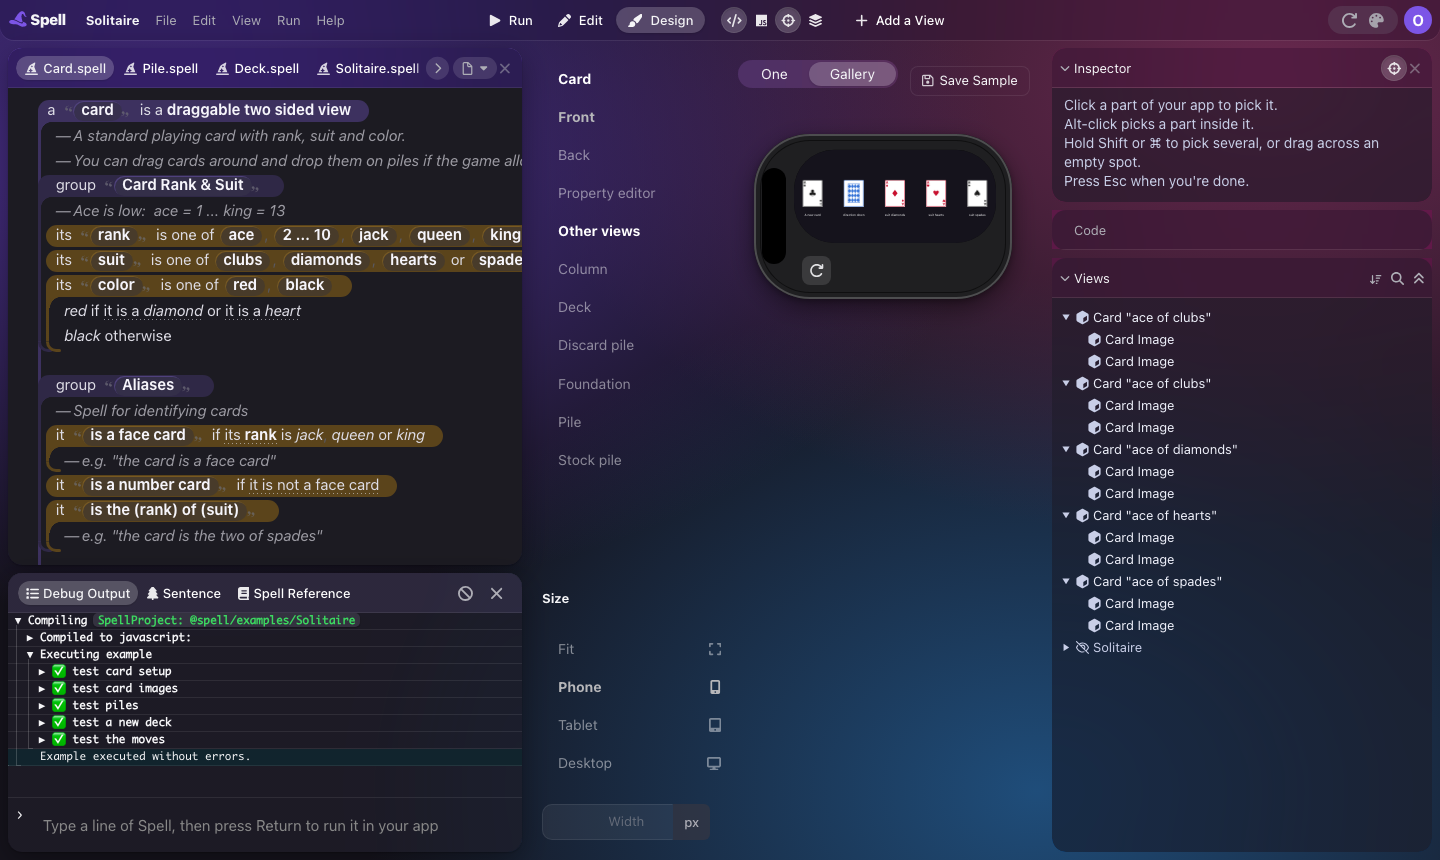 Spell Solitaire File Edit View Run Help Run Edit Design JS Add a View O
Card.spell Pile.spell Deck.spell Solitaire.spell
a “ card „ is a draggable two sided view
— A standard playing card with rank, suit and color.
— You can drag cards around and drop them on piles if the game allo
group “ Card Rank & Suit „
— Ace is low: ace = 1 ... king = 13
its “ rank „ is one of ace , 2 ... 10 , jack , queen , king
its “ suit „ is one of clubs , diamonds , hearts or spade
its “ color „ is one of red , black
red if it is a diamond or it is a heart
black otherwise
group “ Aliases „
— Spell for identifying cards
it “ is a face card „ if its rank is jack, queen or king
— e.g. "the card is a face card"
it “ is a number card „ if it is not a face card
it “ is the (rank) of (suit) „
— e.g. "the card is the two of spades"
Debug Output Sentence Spell Reference
Compiling SpellProject: @spell/examples/Solitaire
Compiled to javascript:
Executing example
test card setup
test card images
test piles
test a new deck
test the moves
Example executed without errors.
Type a line of Spell, then press Return to run it in your app
Card
Front
Back
Property editor
Other views
Column
Deck
Discard pile
Foundation
Pile
Stock pile
Size
Fit
Phone
Tablet
Desktop
Width px
One Gallery Save Sample
suit diamonds suit hearts suit spades
Inspector
Click a part of your app to pick it.
Alt-click picks a part inside it.
Hold Shift or ⌘ to pick several, or drag across an
empty spot.
Press Esc when you're done.
Code
Views
Card "ace of clubs"
Card Image
Card Image
Card "ace of clubs"
Card Image
Card Image
Card "ace of diamonds"
Card Image
Card Image
Card "ace of hearts"
Card Image
Card Image
Card "ace of spades"
Card Image
Card Image
Solitaire